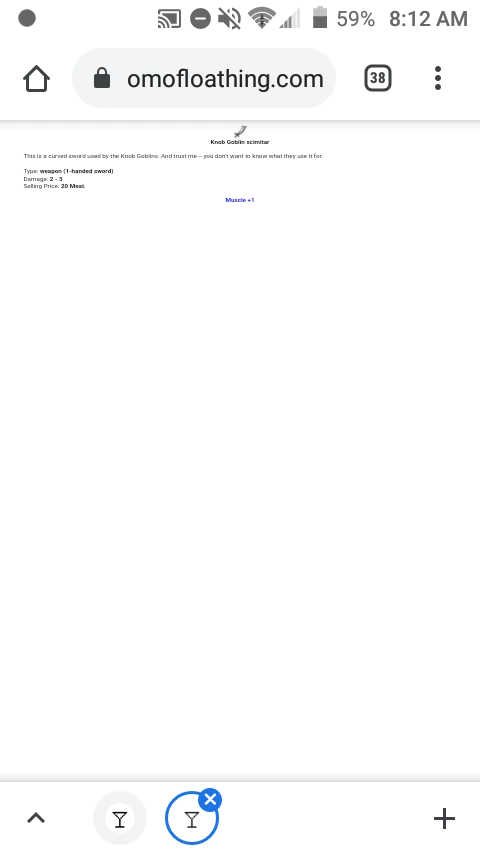 59% 8:12 AM
omofloathing.com
38
Knob Goblin scimitar
This is a curved sword used by the Knob Goblins. And trust me -- you don't want to know what they use it for.
Type: weapon (1-handed sword)
Damage: 2 - 3
Selling Price: 20 Meat.
Muscle +1